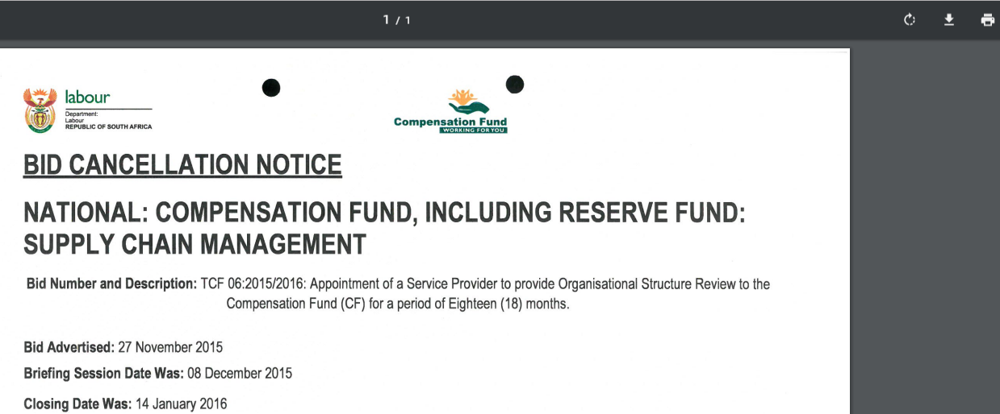 1 / 1
labour
Department:
Labour
REPUBLIC OF SOUTH AFRICA
Compensation Fund
WORKING FOR YOU
BID CANCELLATION NOTICE
NATIONAL: COMPENSATION FUND, INCLUDING RESERVE FUND:
SUPPLY CHAIN MANAGEMENT
Bid Number and Description: TCF 06:2015/2016: Appointment of a Service Provider to provide Organisational Structure Review to the
Compensation Fund (CF) for a period of Eighteen (18) months.
Bid Advertised: 27 November 2015
Briefing Session Date Was: 08 December 2015
Closing Date Was: 14 January 2016